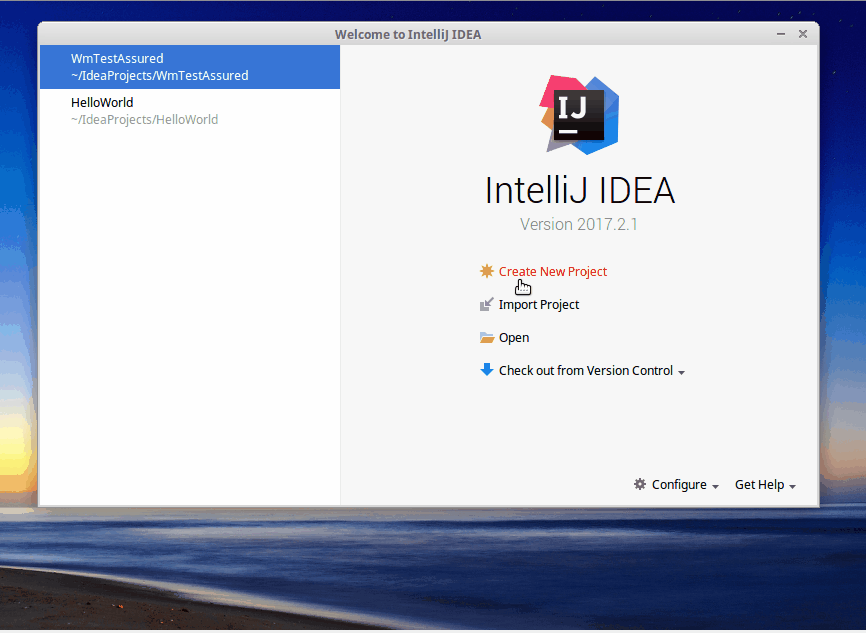 Welcome to IntelliJ IDEA
WmTestAssured
~/IdeaProjects/WmTestAssured
HelloWorld
~/IdeaProjects/HelloWorld
IJ
IntelliJ IDEA
Version 2017.2.1
Create New Project
Import Project
Open
Check out from Version Control
Configure
Get Help